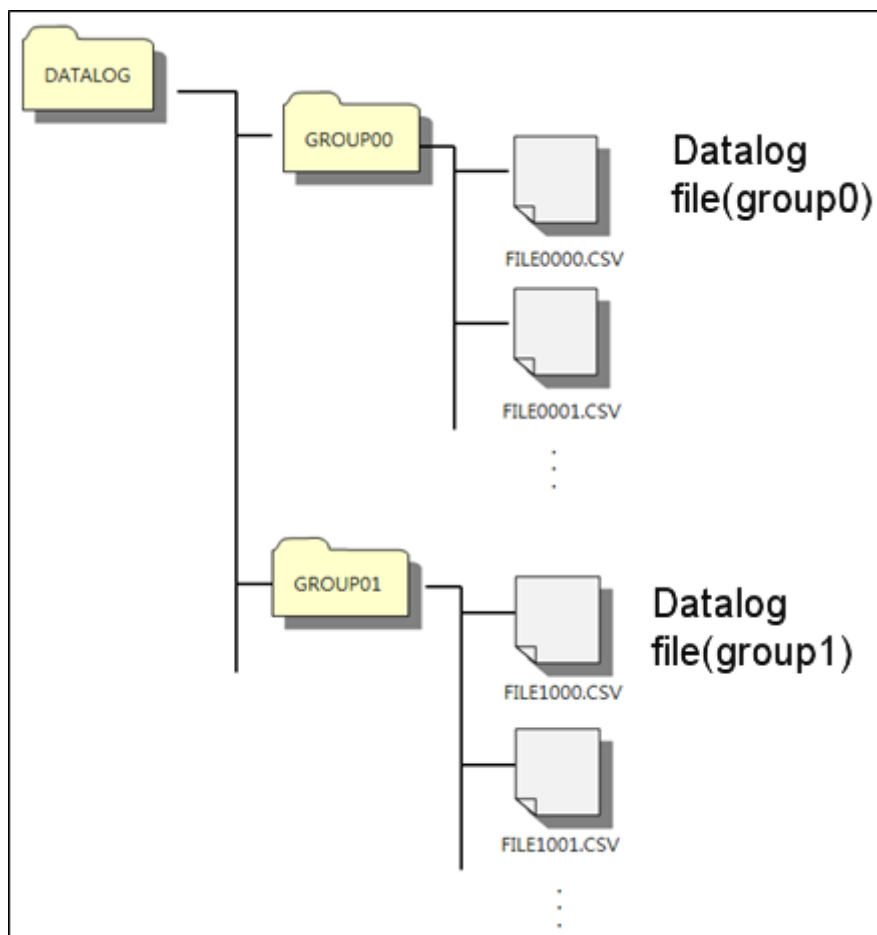 DATALOG
GROUP00
Datalog
file(group0)
FILE0000.CSV
FILE0001.CSV
GROUP01
Datalog
file(group1)
FILE1000.CSV
FILE1001.CSV